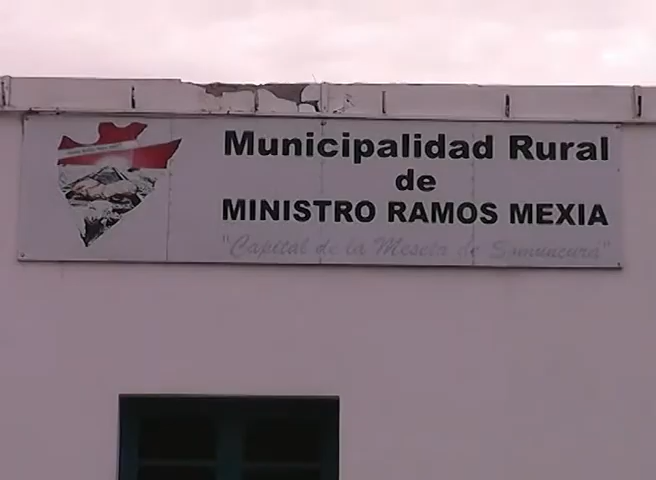 Municipalidad Rural
de
MINISTRO RAMOS MEXIA
"Capital de la Meseta de Somuncurá"